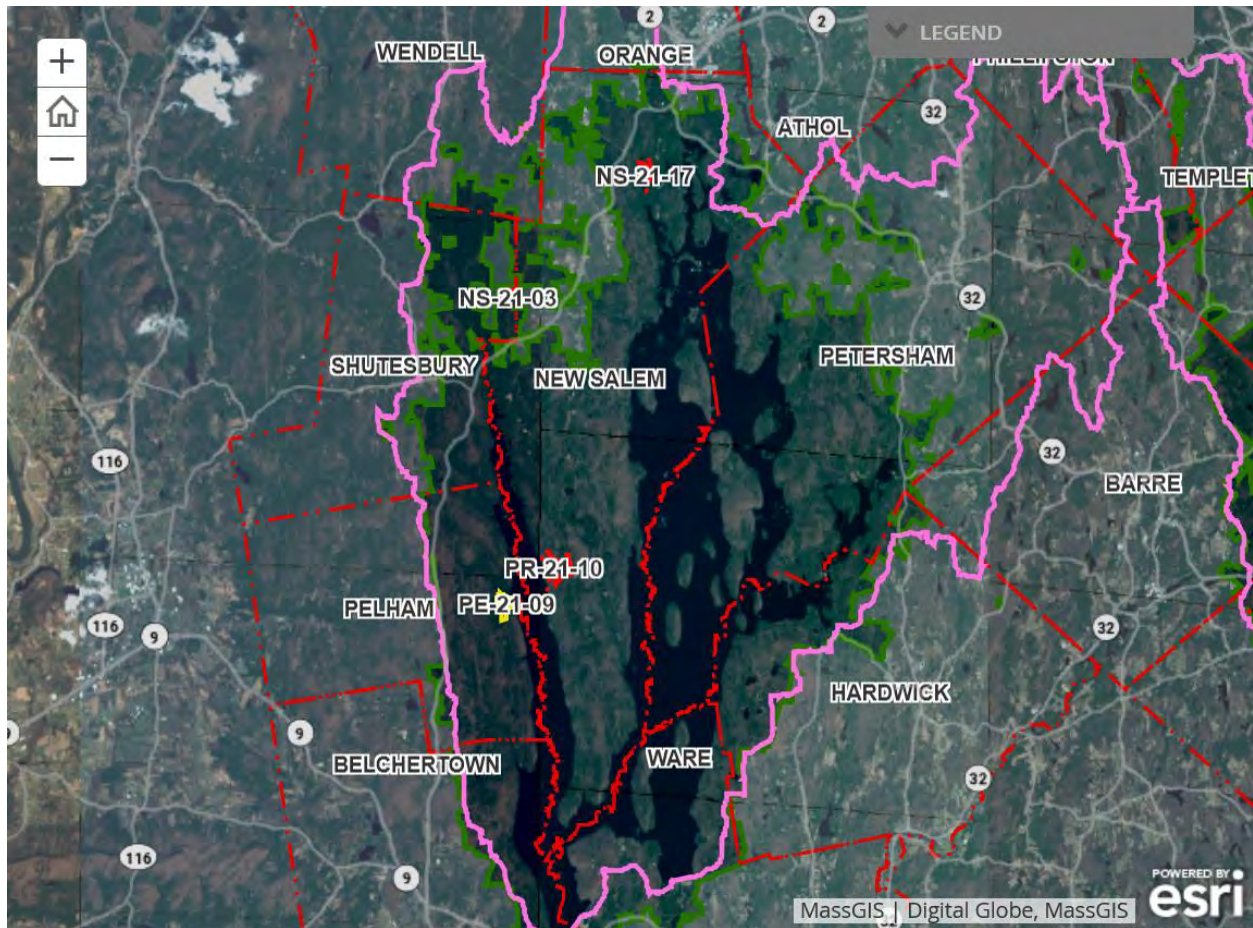 2
2
LEGEND
WENDELL
ORANGE
PHILLIPSTON
32
ATHOL
NS-21-17
TEMPLET
NS-21-03
32
SHUTESBURY
PETERSHAM
NEW SALEM
32
116
BARRE
PR-21-10
PE-21-09
PELHAM
116
9
32
HARDWICK
9
BELCHERTOWN
WARE
32
116
9
POWERED BY
esri
MassGIS | Digital Globe, MassGIS
32